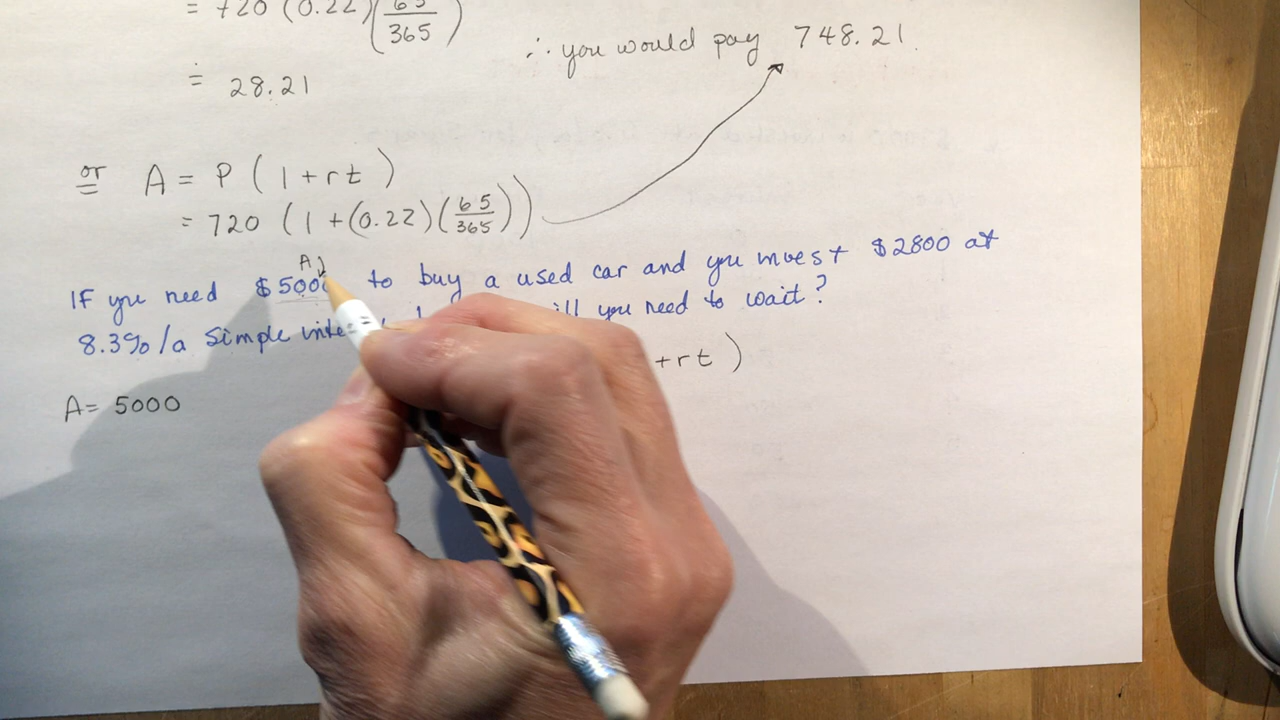 = 720 (0.22)(65/365)
∴ you would pay 748.21.
≐ 28.21
or A = P ( 1 + rt )
= 720 ( 1 + (0.22)(65/365))
A
IF you need $5000 to buy a used car and you invest $2800 at
8.3%/a simple will you need to wait?
+ rt )
A = 5000